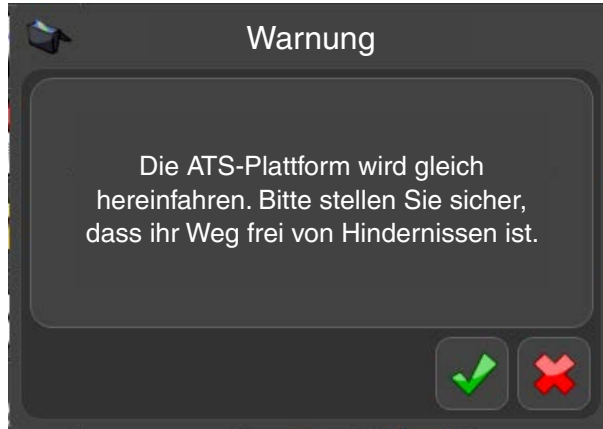 Warnung
Die ATS-Plattform wird gleich
hereinfahren. Bitte stellen Sie sicher,
dass ihr Weg frei von Hindernissen ist.